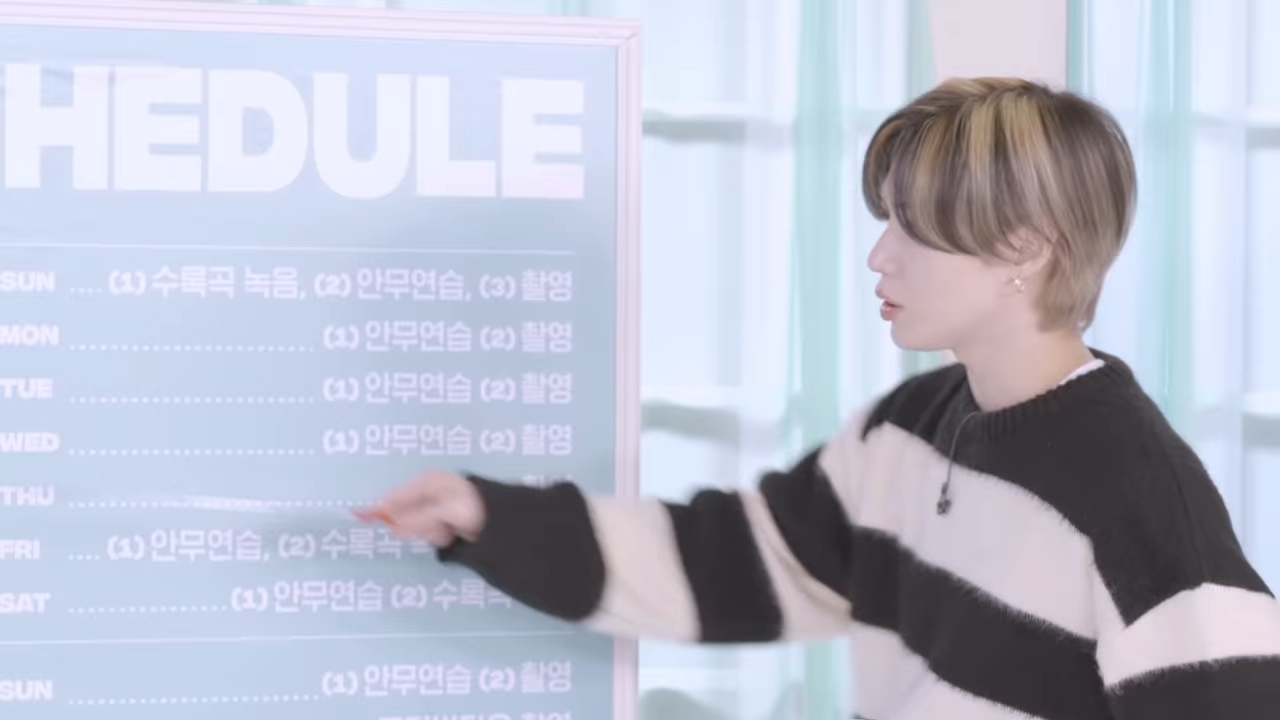 HEDULE
SUN .... (1) 수록곡 녹음, (2) 안무연습, (3) 촬영
MON ........................ (1) 안무연습 (2) 촬영
TUE ........................ (1) 안무연습 (2) 촬영
WED ........................ (1) 안무연습 (2) 촬영
THU ........................
FRI .... (1) 안무연습, (2) 수록곡
SAT ................ (1) 안무연습 (2) 수록곡
SUN ........................ (1) 안무연습 (2) 촬영